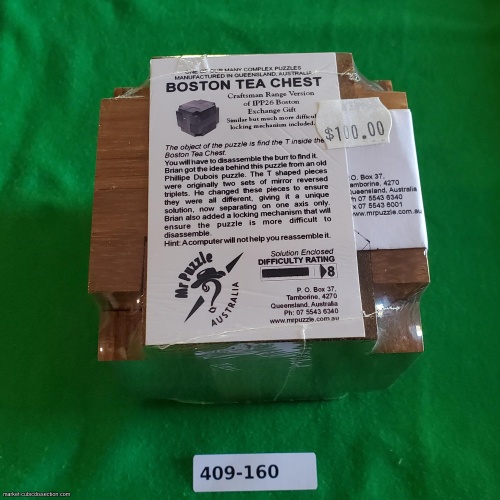 ONE OF OUR MANY COMPLEX PUZZLES
MANUFACTURED IN QUEENSLAND, AUSTRALIA
BOSTON TEA CHEST
Craftsman Range Version
of IPP26 Boston
Exchange Gift
Similar but much more difficult
locking mechanism included.
$100.00
The object of the puzzle is find the T inside the
Boston Tea Chest.
You will have to disassemble the burr to find it.
Brian got the idea behind this puzzle from an old
Phillipe Dubois puzzle. The T shaped pieces
were originally two sets of mirror reversed
triplets. He changed these pieces to ensure
they were all different, giving it a unique
solution, now separating on one axis only.
Brian also added a locking mechanism that will
ensure the puzzle is more difficult to
disassemble.
Hint: A computer will not help you reassemble it.
Mr Puzzle
AUSTRALIA
Solution Enclosed
DIFFICULTY RATING
8
P. O. Box 37,
Tamborine, 4270
Queensland, Australia
Ph: 07 5543 6340
www.mrpuzzle.com.au
P. O. Box 37,
Tamborine, 4270
Queensland, Australia
Ph 07 5543 6340
07 5543 6001
www.mrpuzzle.com.au
409-160
market.cubicdissection.com